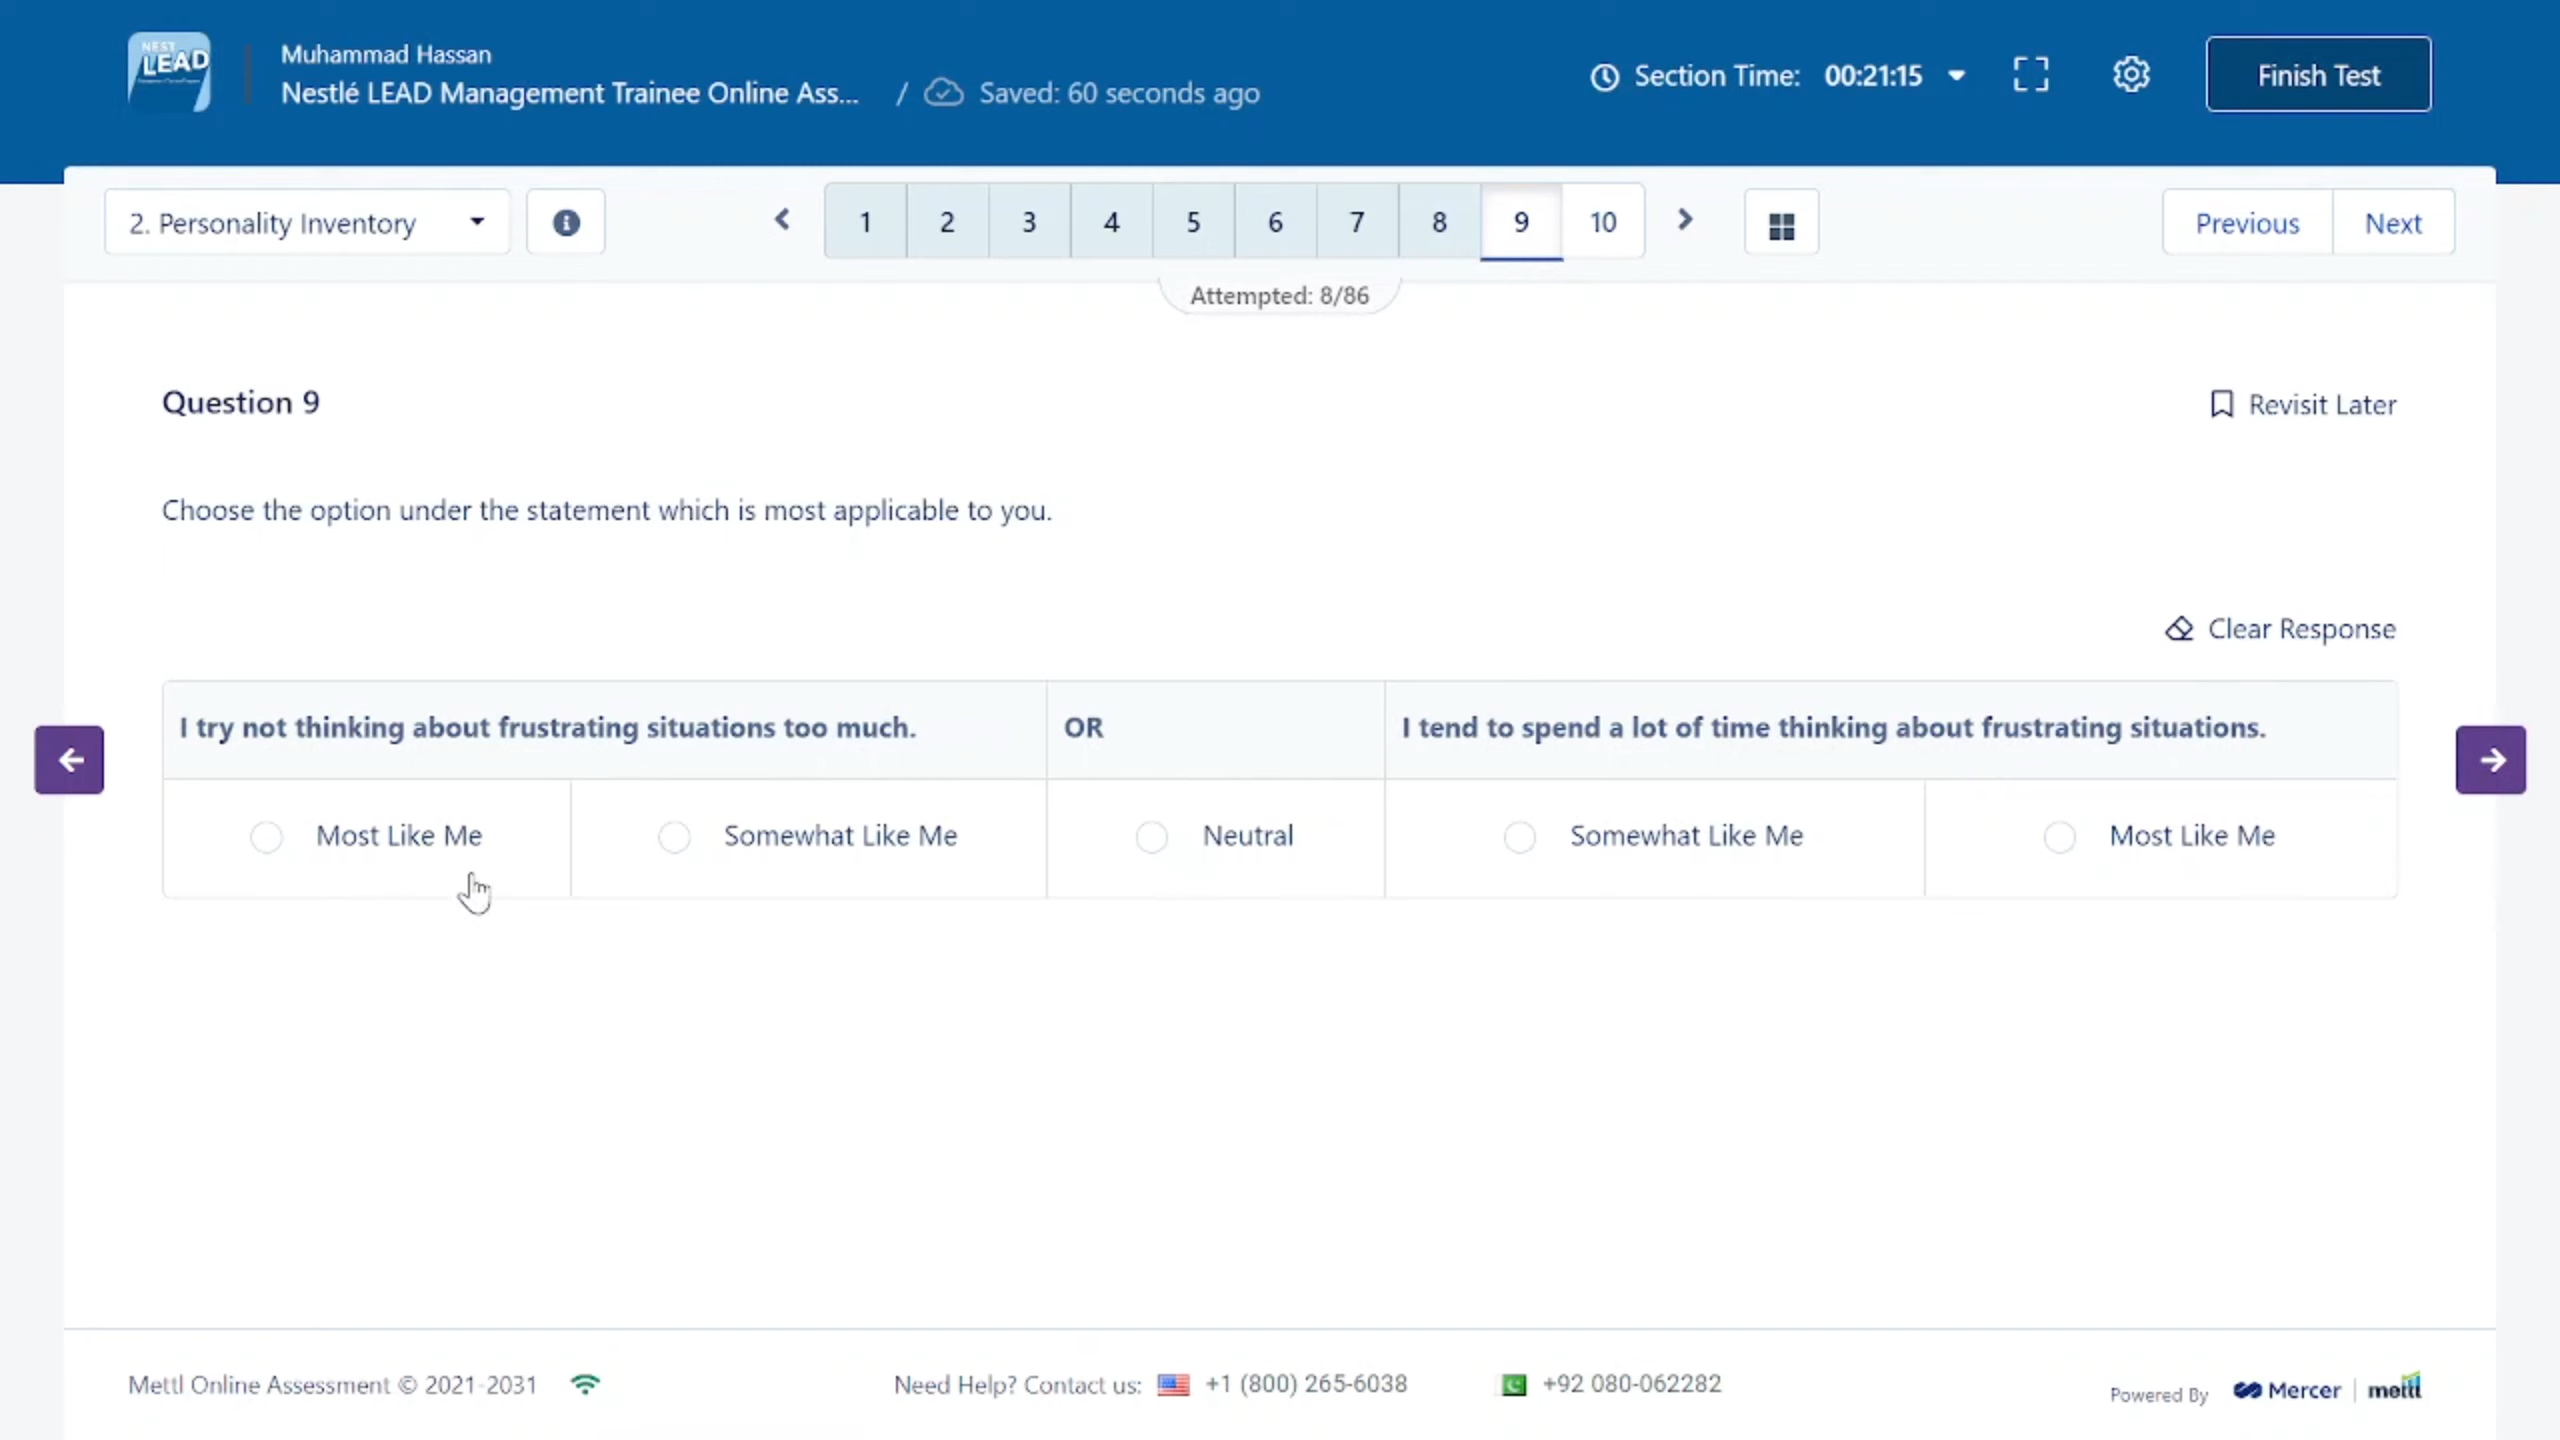 NEST
LEAD
Muhammad Hassan
Nestlé LEAD Management Trainee Online Ass...
/ Saved: 60 seconds ago
Section Time: 00:21:15
Finish Test
2. Personality Inventory
1 2 3 4 5 6 7 8 9 10
Previous Next
Attempted: 8/86
Question 9
Revisit Later
Choose the option under the statement which is most applicable to you.
Clear Response
I try not thinking about frustrating situations too much. OR I tend to spend a lot of time thinking about frustrating situations.
Most Like Me Somewhat Like Me Neutral Somewhat Like Me Most Like Me
Mettl Online Assessment © 2021-2031
Need Help? Contact us: +1 (800) 265-6038 +92 080-062282
Powered By Mercer | mettl